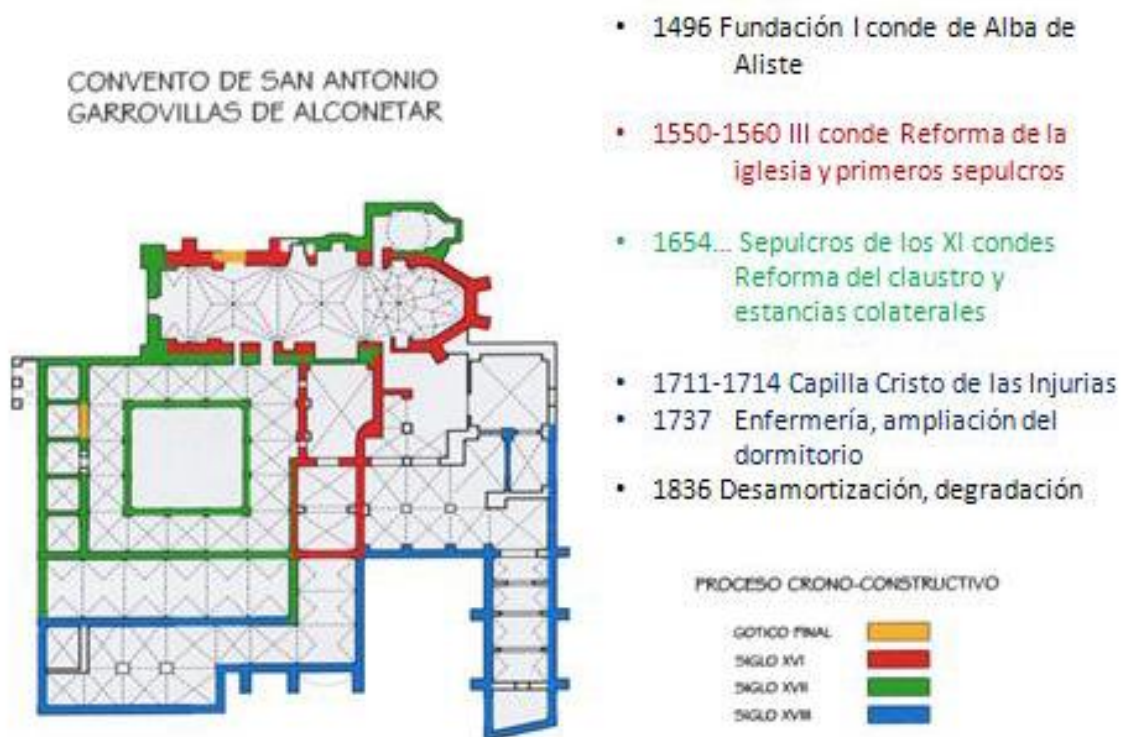 CONVENTO DE SAN ANTONIO
GARROVILLAS DE ALCONETAR
• 1496 Fundación I conde de Alba de
Aliste
• 1550-1560 III conde Reforma de la
iglesia y primeros sepulcros
• 1654... Sepulcros de los XI condes
Reforma del claustro y
estancias colaterales
• 1711-1714 Capilla Cristo de las Injurias
• 1737 Enfermería, ampliación del
dormitorio
• 1836 Desamortización, degradación
PROCESO CRONO-CONSTRUCTIVO
GOTICO FINAL
SIGLO XVI
SIGLO XVII
SIGLO XVIII